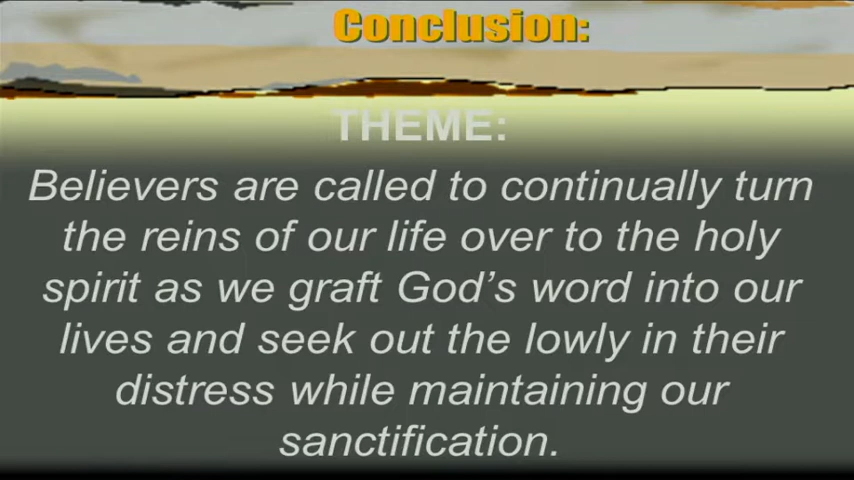 Conclusion:
THEME:
Believers are called to continually turn
the reins of our life over to the holy
spirit as we graft God’s word into our
lives and seek out the lowly in their
distress while maintaining our
sanctification.